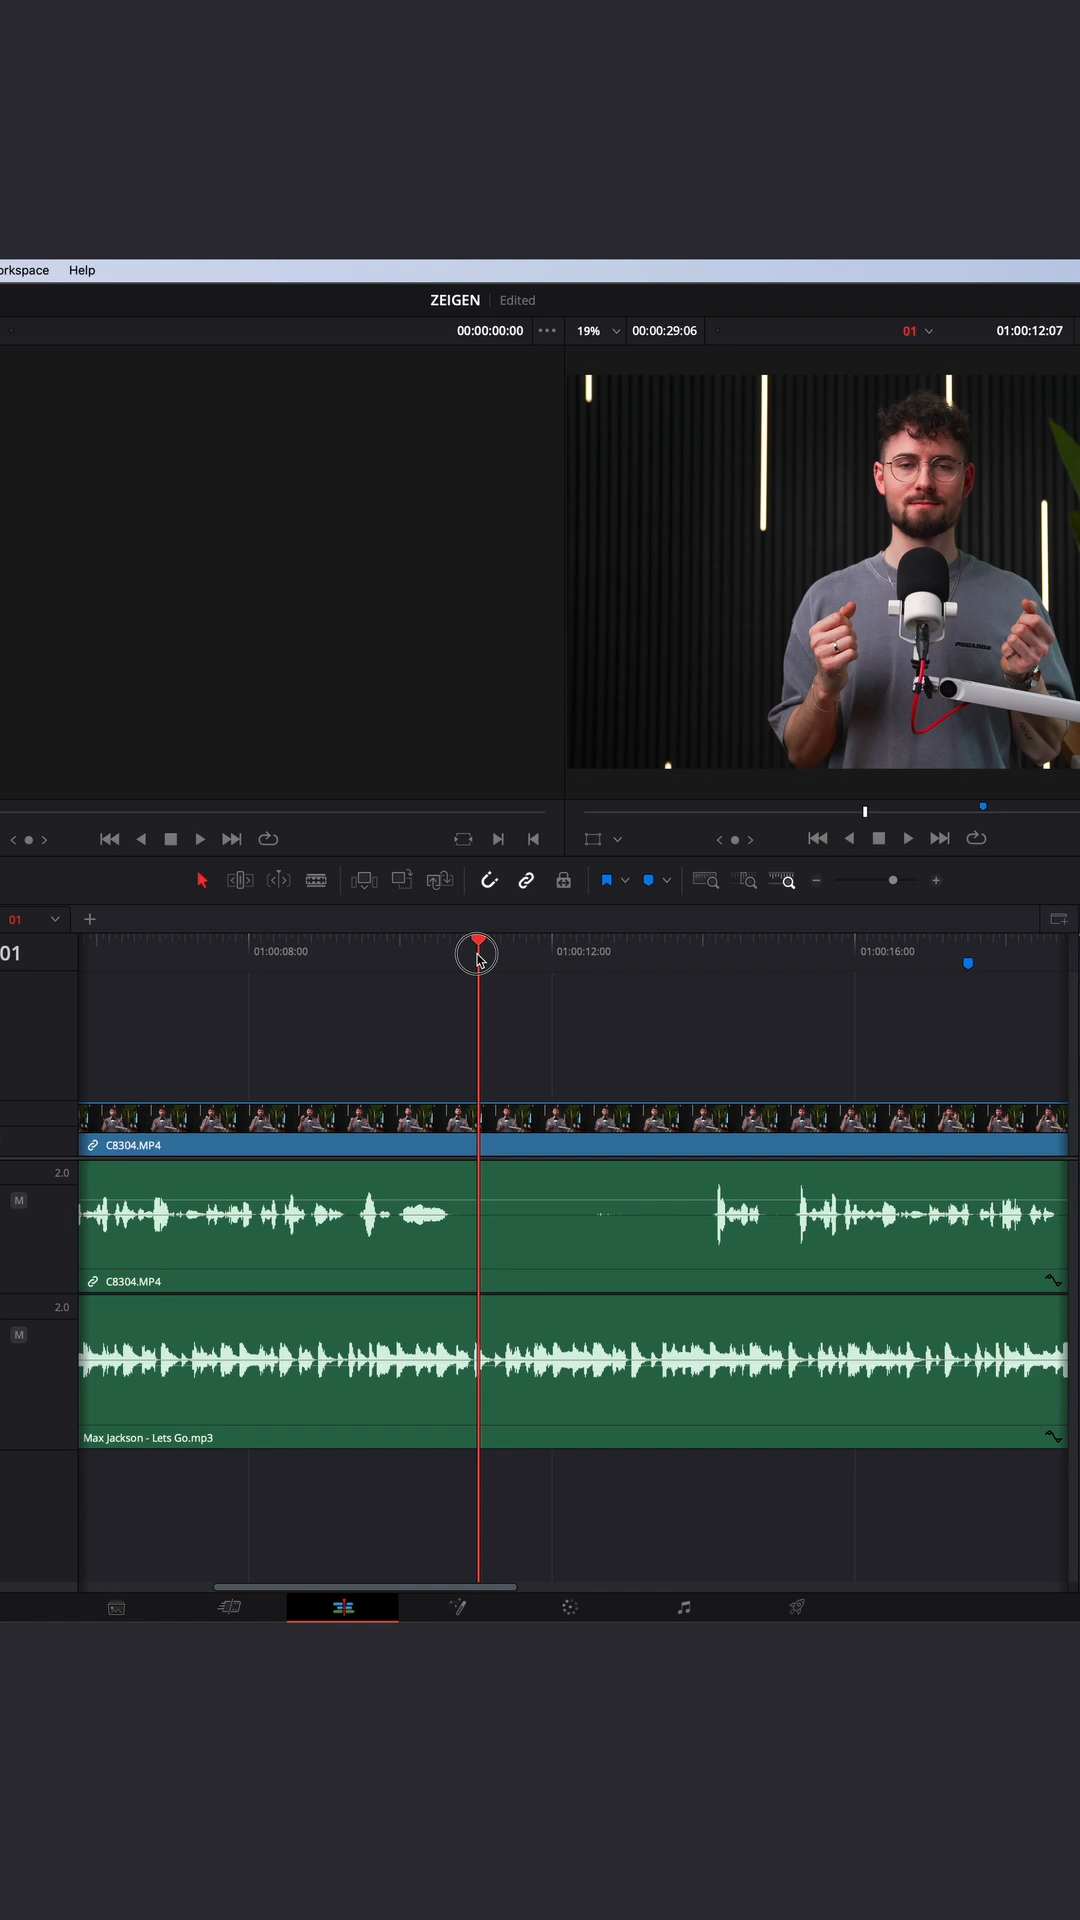 orkspace Help
ZEIGEN Edited
00:00:00:00 ••• 19% 00:00:29:06 01 01:00:12:07
01
01 01:00:08:00 01:00:12:00 01:00:16:00
C8304.MP4
2.0
M
C8304.MP4
2.0
M
Max Jackson - Lets Go.mp3